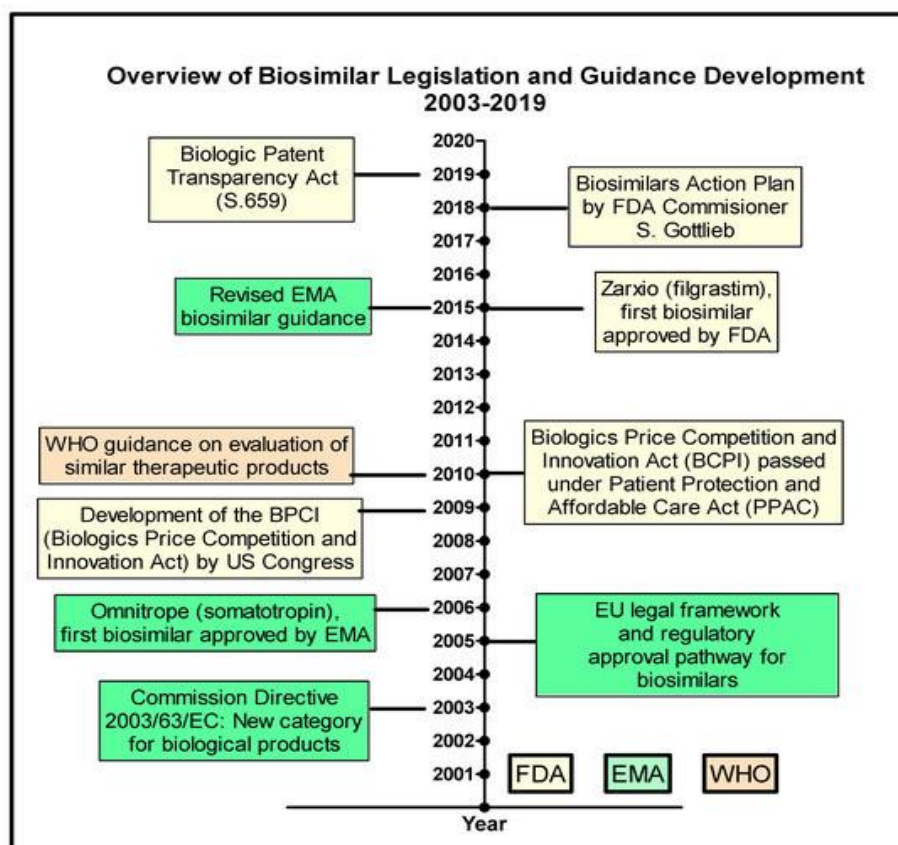 Overview of Biosimilar Legislation and Guidance Development
2003-2019
2020
Biologic Patent
Transparency Act
(S.659)
2019
Biosimilars Action Plan
by FDA Commisioner
S. Gottlieb
2018
2017
2016
Revised EMA
biosimilar guidance
2015
Zarxio (filgrastim),
first biosimilar
approved by FDA
2014
2013
2012
2011
WHO guidance on evaluation of
similar therapeutic products
2010
Biologics Price Competition and
Innovation Act (BCPI) passed
under Patient Protection and
Affordable Care Act (PPAC)
2009
Development of the BPCI
(Biologics Price Competition and
Innovation Act) by US Congress
2008
2007
2006
Omnitrope (somatotropin),
first biosimilar approved by EMA
EU legal framework
and regulatory
approval pathway for
biosimilars
2005
2004
Commission Directive
2003/63/EC: New category
for biological products
2003
2002
2001
FDA
EMA
WHO
Year